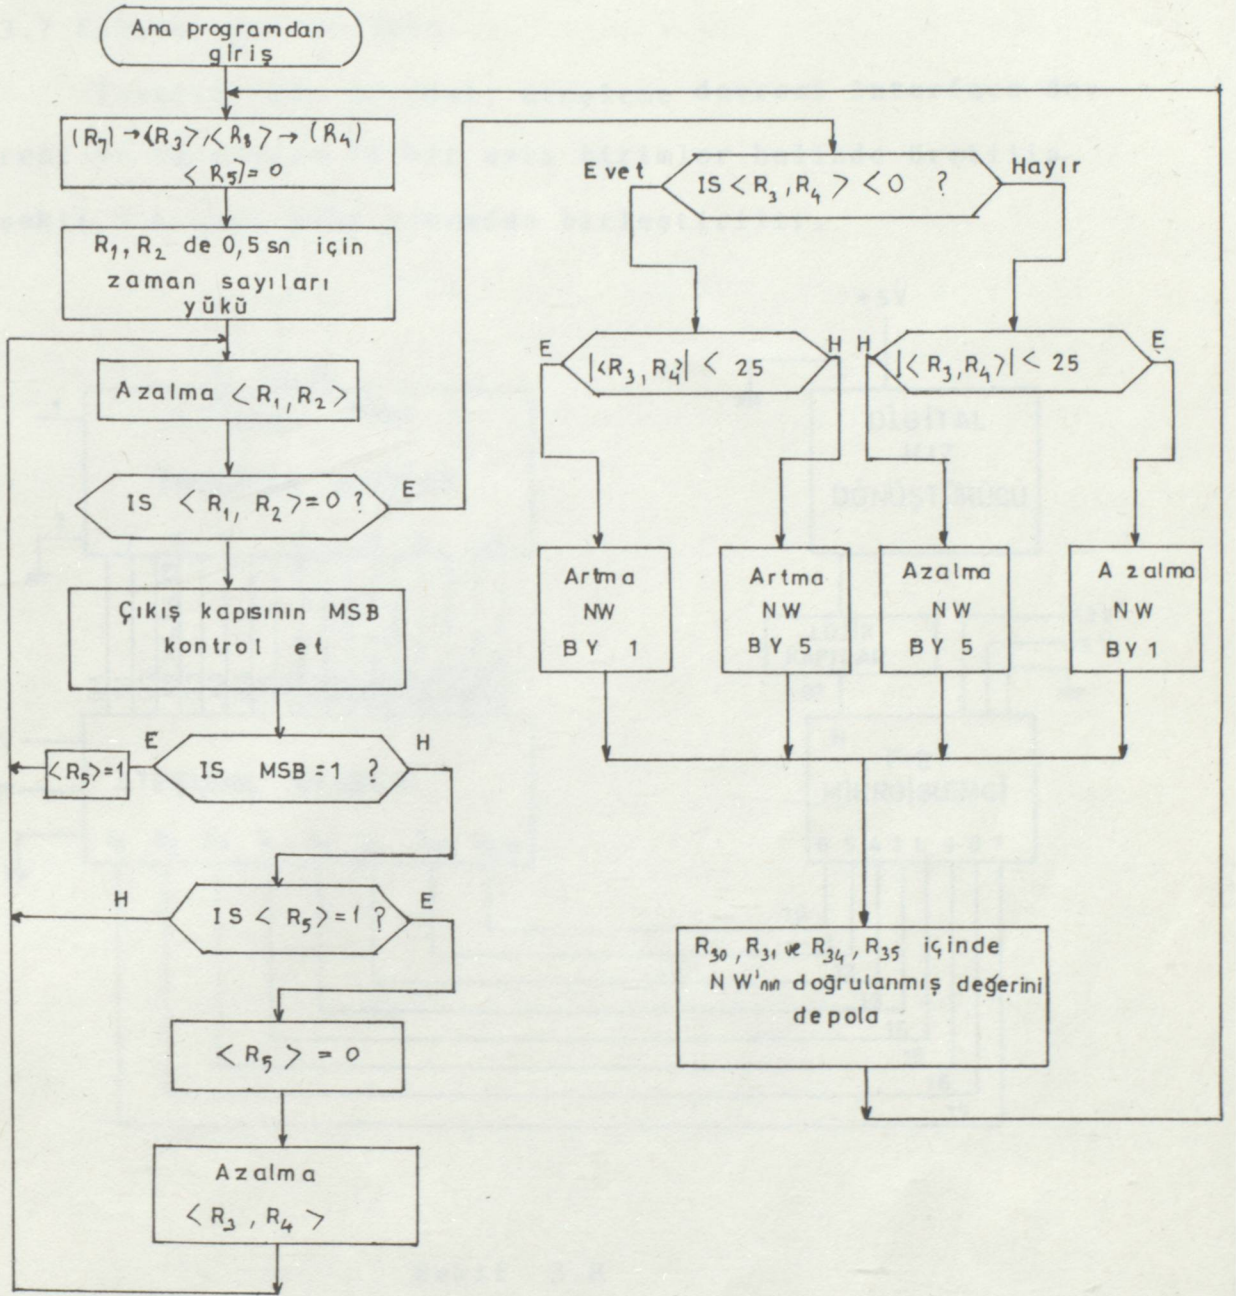 Ana programdan
giriş
(R7) → <R3>, <R8> → (R4)
<R5> = 0
R1, R2 de 0,5 sn için
zaman sayıları
yükü
Azalma <R1, R2>
IS <R1, R2> = 0 ?
E
Çıkış kapısının MSB
kontrol et
E
H
<R5> = 1
IS MSB = 1 ?
H
E
IS < R5 > = 1 ?
< R5 > = 0
Azalma
< R3 , R4 >
Evet
Hayır
IS < R3, R4 > < 0 ?
E
H
|<R3, R4>| < 25
H
E
|<R3, R4>| < 25
Artma
NW
BY 1
Artma
NW
BY 5
Azalma
NW
BY 5
Azalma
NW
BY 1
R30, R31 ve R34, R35 içinde
NW'nın doğrulanmış değerini
depola